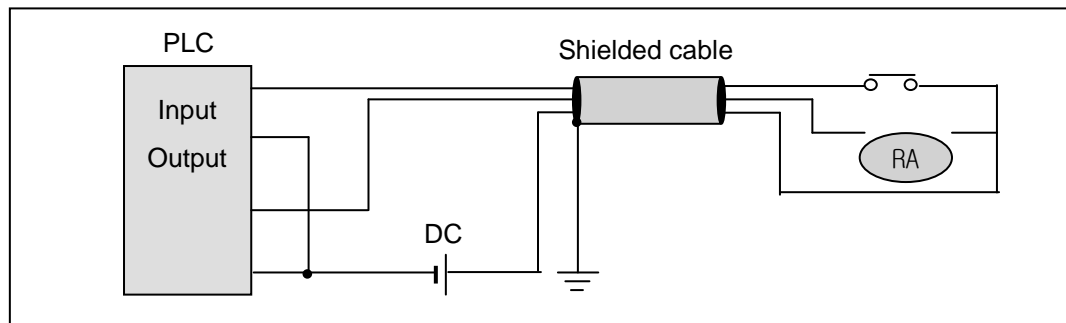 PLC
Shielded cable
Input
Output
RA
DC